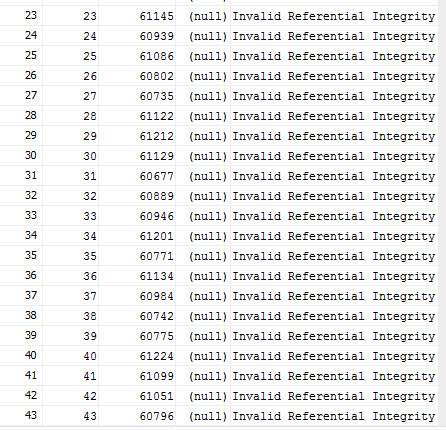 23 23 61145 (null) Invalid Referential Integrity
24 24 60939 (null) Invalid Referential Integrity
25 25 61086 (null) Invalid Referential Integrity
26 26 60802 (null) Invalid Referential Integrity
27 27 60735 (null) Invalid Referential Integrity
28 28 61122 (null) Invalid Referential Integrity
29 29 61212 (null) Invalid Referential Integrity
30 30 61129 (null) Invalid Referential Integrity
31 31 60677 (null) Invalid Referential Integrity
32 32 60889 (null) Invalid Referential Integrity
33 33 60946 (null) Invalid Referential Integrity
34 34 61201 (null) Invalid Referential Integrity
35 35 60771 (null) Invalid Referential Integrity
36 36 61134 (null) Invalid Referential Integrity
37 37 60984 (null) Invalid Referential Integrity
38 38 60742 (null) Invalid Referential Integrity
39 39 60775 (null) Invalid Referential Integrity
40 40 61224 (null) Invalid Referential Integrity
41 41 61099 (null) Invalid Referential Integrity
42 42 61051 (null) Invalid Referential Integrity
43 43 60796 (null) Invalid Referential Integrity